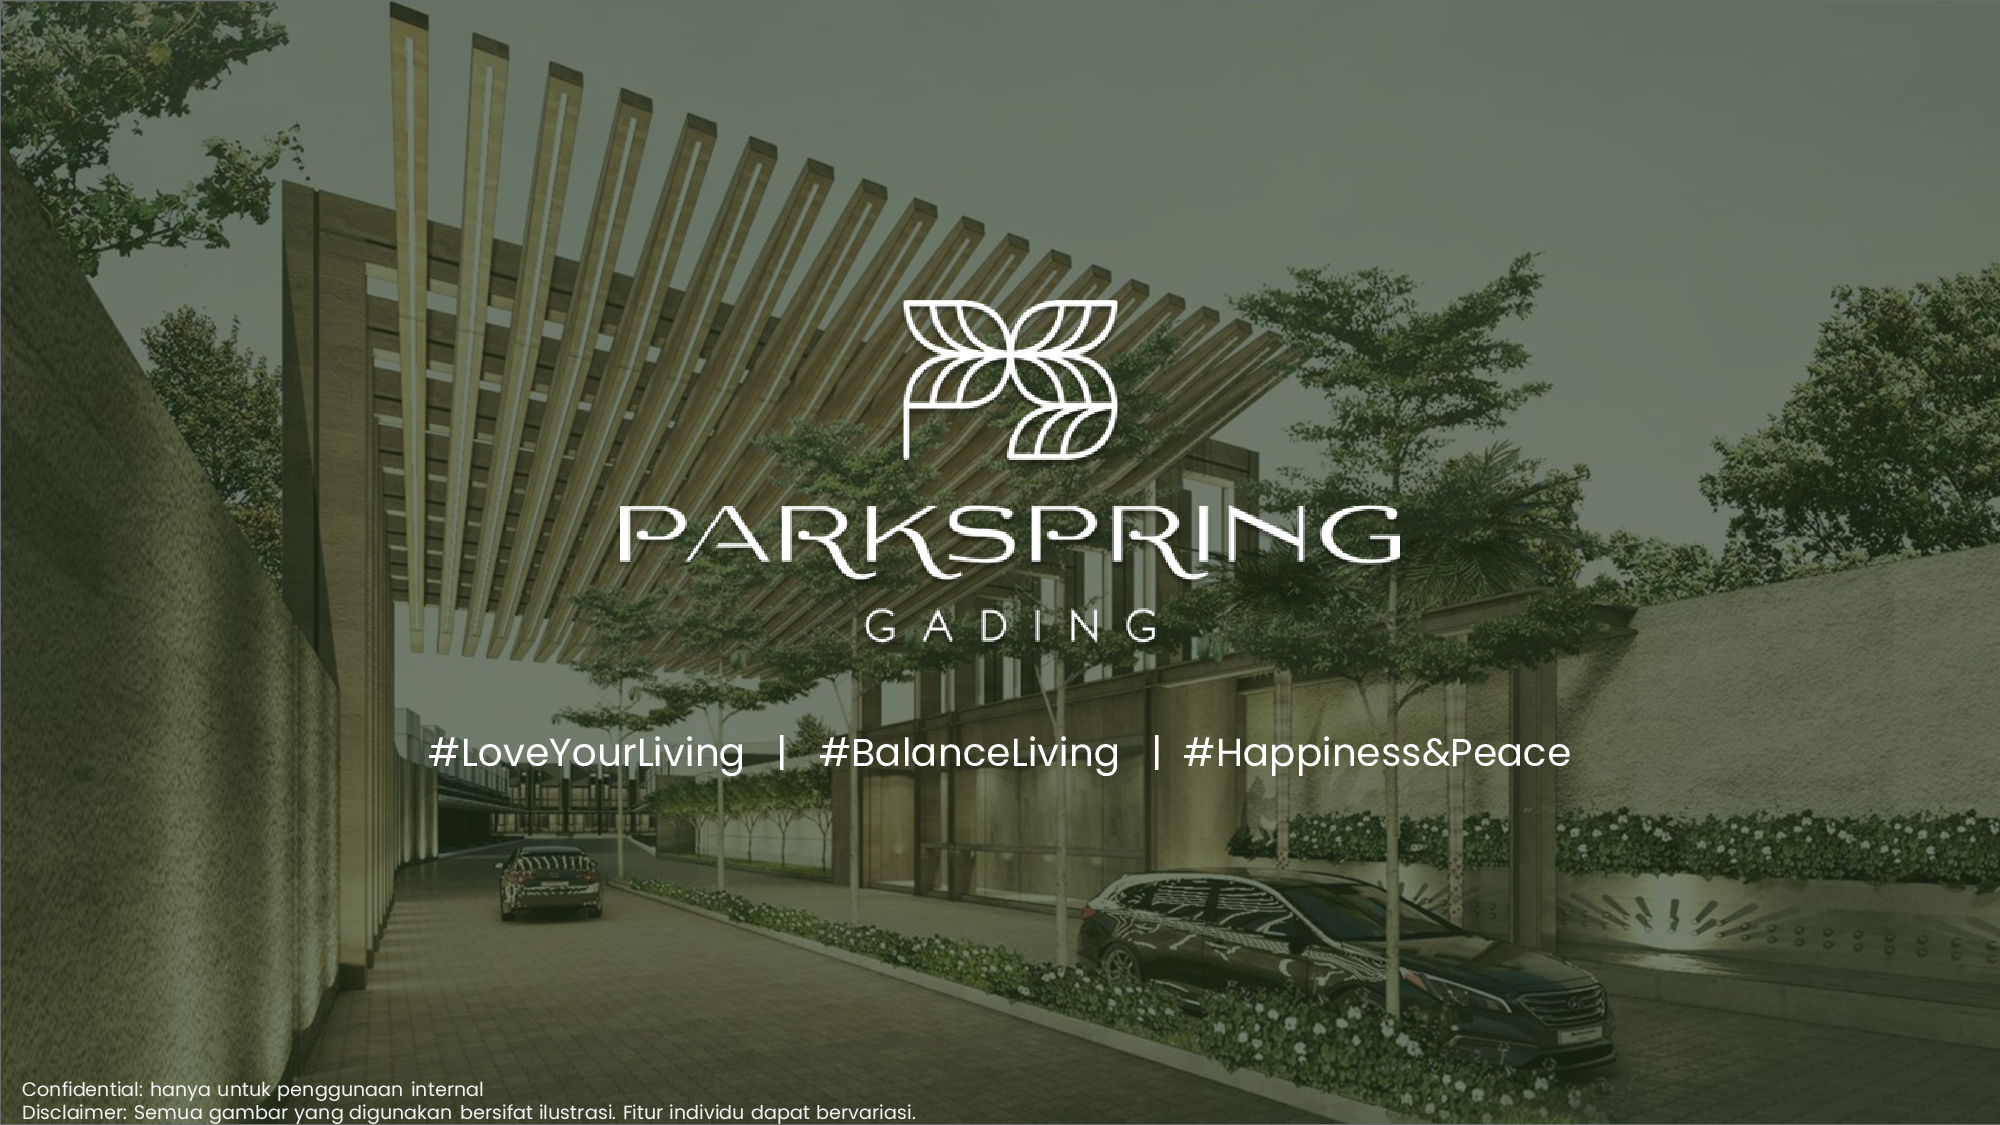 PARKSPRING
GADING
#LoveYourLiving | #BalanceLiving | #Happiness&Peace
Confidential: hanya untuk penggunaan internal
Disclaimer: Semua gambar yang digunakan bersifat ilustrasi. Fitur individu dapat bervariasi.